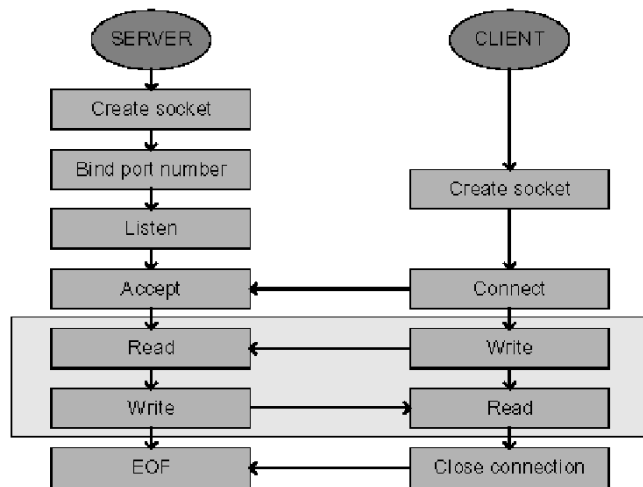 SERVER
CLIENT
Create socket
Bind port number
Create socket
Listen
Accept
Connect
Read
Write
Write
Read
EOF
Close connection